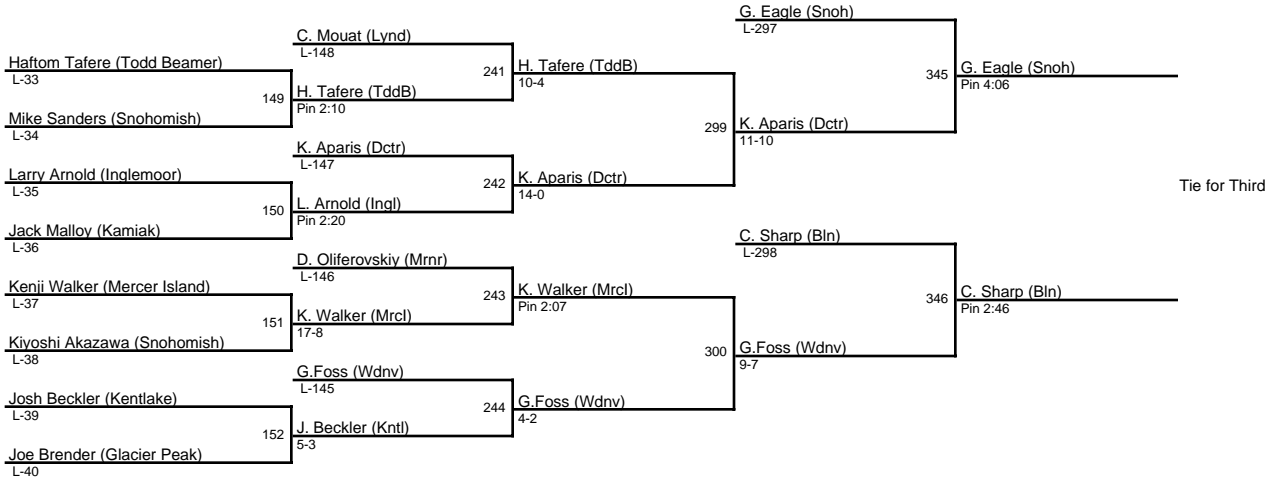 Haftom Tafere (Todd Beamer)
L-33
Mike Sanders (Snohomish)
L-34
Larry Arnold (Inglemoor)
L-35
Jack Malloy (Kamiak)
L-36
Kenji Walker (Mercer Island)
L-37
Kiyoshi Akazawa (Snohomish)
L-38
Josh Beckler (Kentlake)
L-39
Joe Brender (Glacier Peak)
L-40
149
150
151
152
C. Mouat (Lynd)
L-148
H. Tafere (TddB)
Pin 2:10
K. Aparis (Dctr)
L-147
L. Arnold (Ingl)
Pin 2:20
D. Oliferovskiy (Mrnr)
L-146
K. Walker (MrcI)
17-8
G.Foss (Wdnv)
L-145
J. Beckler (Kntl)
5-3
241
242
243
244
H. Tafere (TddB)
10-4
K. Aparis (Dctr)
14-0
K. Walker (MrcI)
Pin 2:07
G.Foss (Wdnv)
4-2
299
300
G. Eagle (Snoh)
L-297
K. Aparis (Dctr)
11-10
C. Sharp (Bln)
L-298
G.Foss (Wdnv)
9-7
345
346
G. Eagle (Snoh)
Pin 4:06
C. Sharp (Bln)
Pin 2:46
Tie for Third